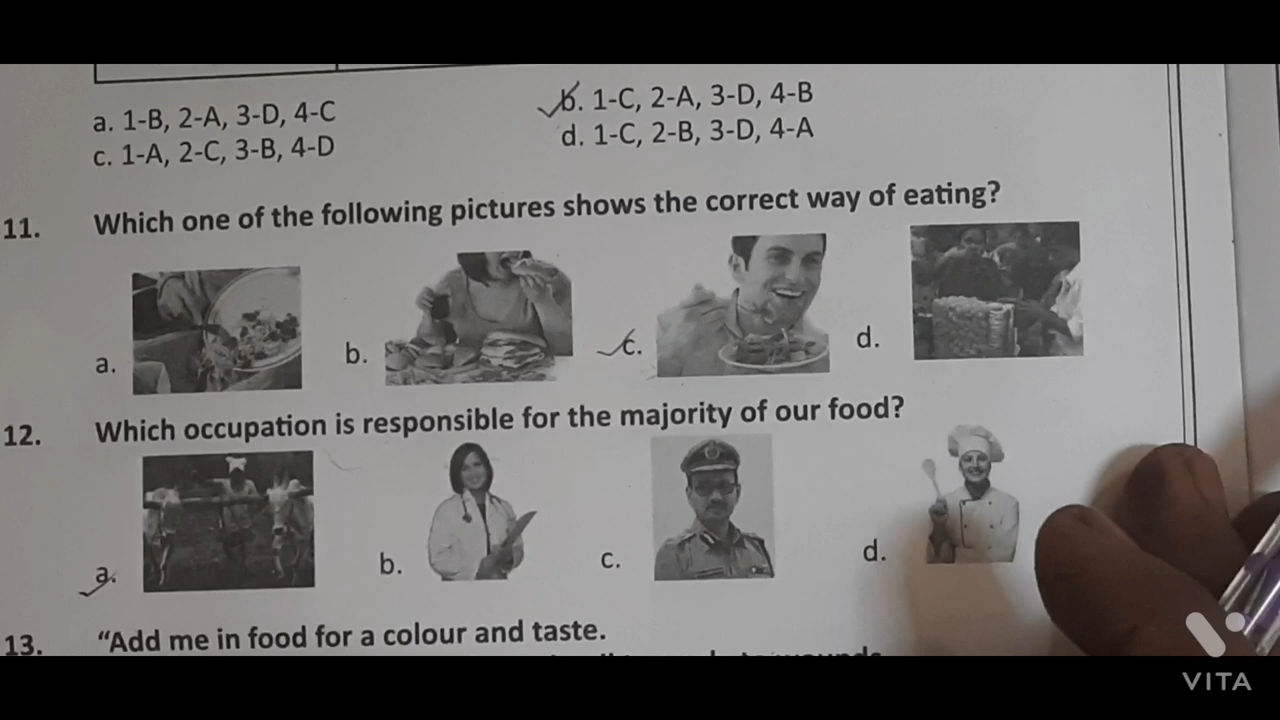 a. 1-B, 2-A, 3-D, 4-C
b. 1-C, 2-A, 3-D, 4-B
c. 1-A, 2-C, 3-B, 4-D
d. 1-C, 2-B, 3-D, 4-A
11. Which one of the following pictures shows the correct way of eating?
a. b. c. d.
12. Which occupation is responsible for the majority of our food?
a. b. c. d.
13. “Add me in food for a colour and taste.
VITA